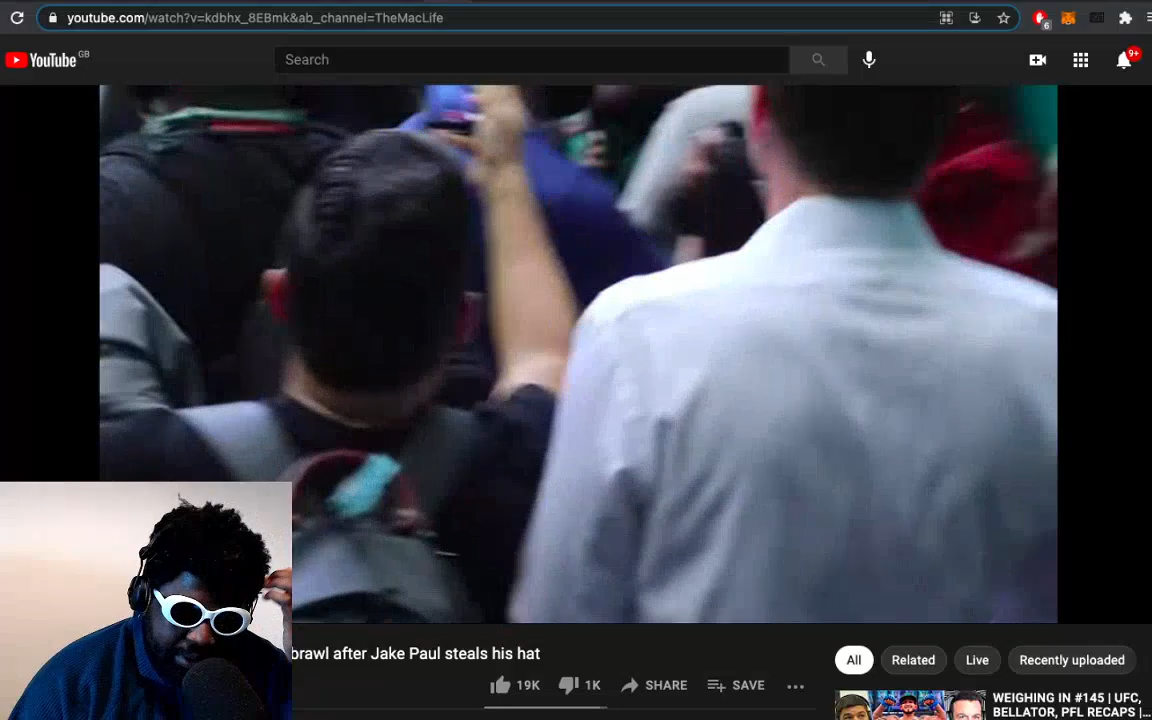 youtube.com/watch?v=kdbhx_8EBmk&ab_channel=TheMacLife
6
YouTube GB
Search
9+
brawl after Jake Paul steals his hat
19K 1K SHARE SAVE
All Related Live Recently uploaded
WEIGHING IN #145 | UFC,
BELLATOR, PFL RECAPS |...